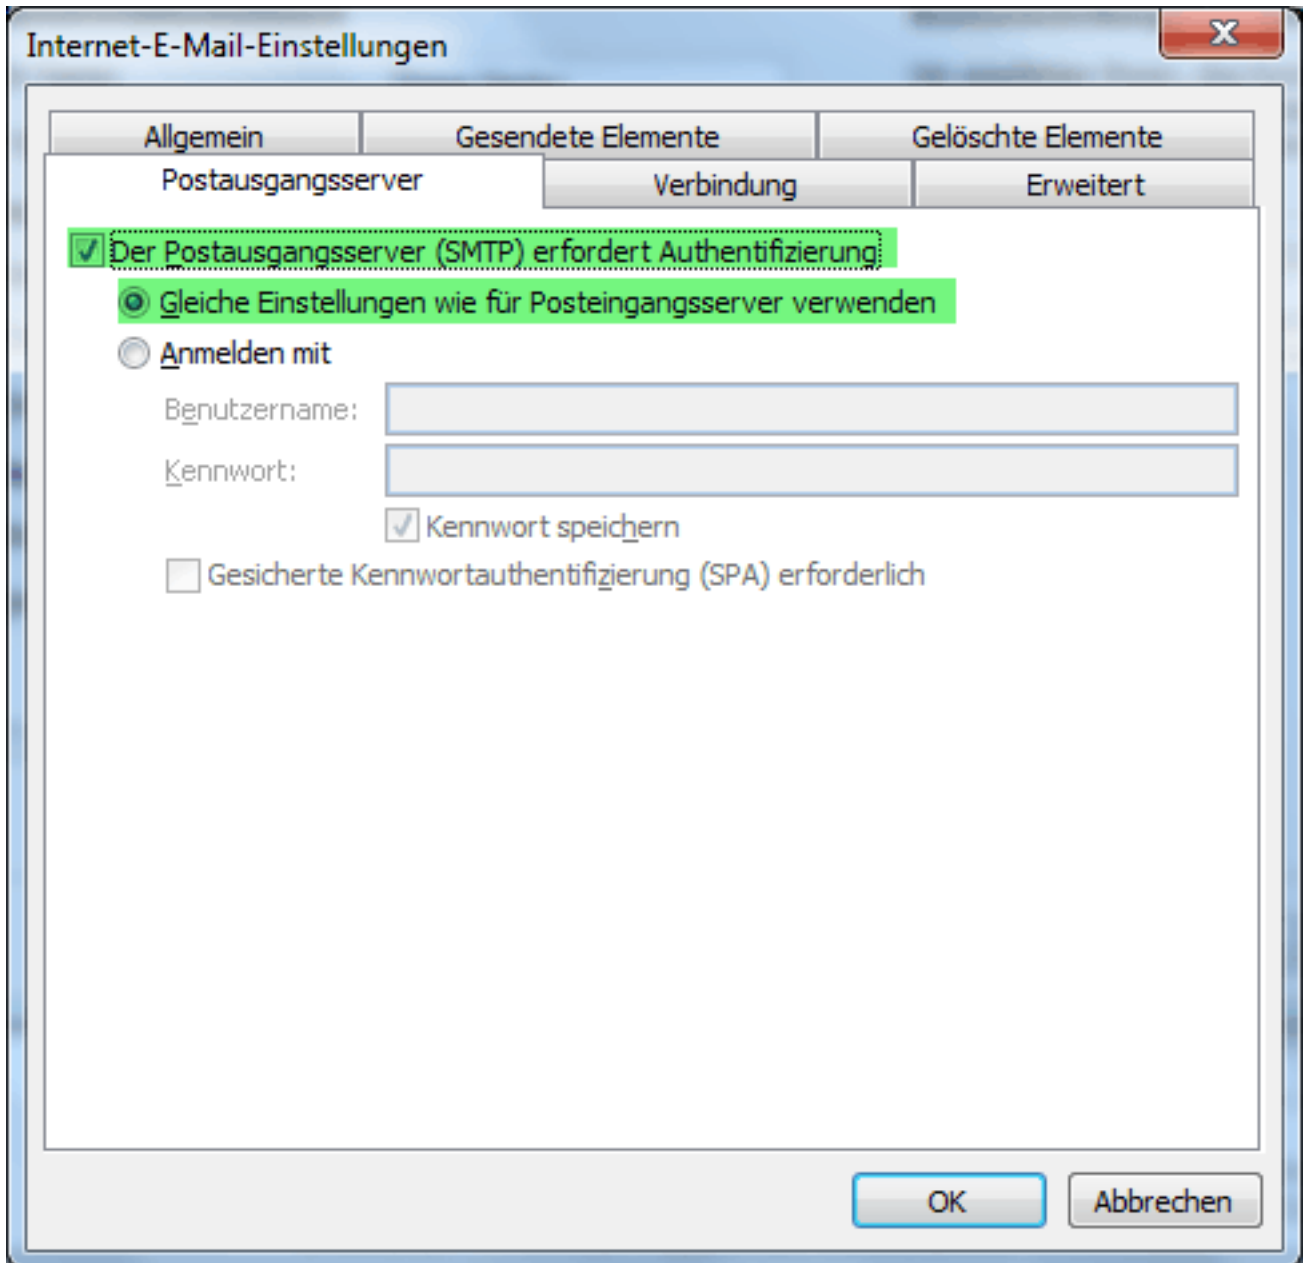 Internet-E-Mail-Einstellungen
Allgemein
Gesendete Elemente
Gelöschte Elemente
Postausgangsserver
Verbindung
Erweitert
Der Postausgangsserver (SMTP) erfordert Authentifizierung
Gleiche Einstellungen wie für Posteingangsserver verwenden
Anmelden mit
Benutzername:
Kennwort:
Kennwort speichern
Gesicherte Kennwortauthentifizierung (SPA) erforderlich
OK
Abbrechen